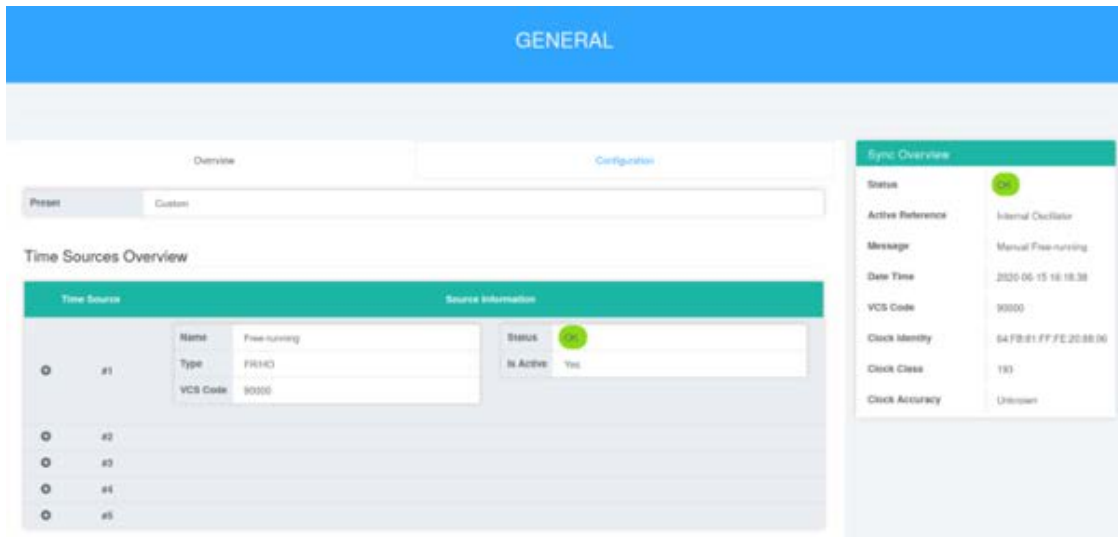 GENERAL
Overview
Configuration
Preset
Custom
Time Sources Overview
Time Source
Source Information
#1
Name
Free-running
Type
FR/HO
VCS Code
90000
Status
OK
Is Active
Yes
#2
#3
#4
#5
Sync Overview
Status
OK
Active Reference
Internal Oscillator
Message
Manual Free-running
Date Time
2020-06-15 16:18:38
VCS Code
90000
Clock Identity
Clock Class
193
Clock Accuracy
Unknown